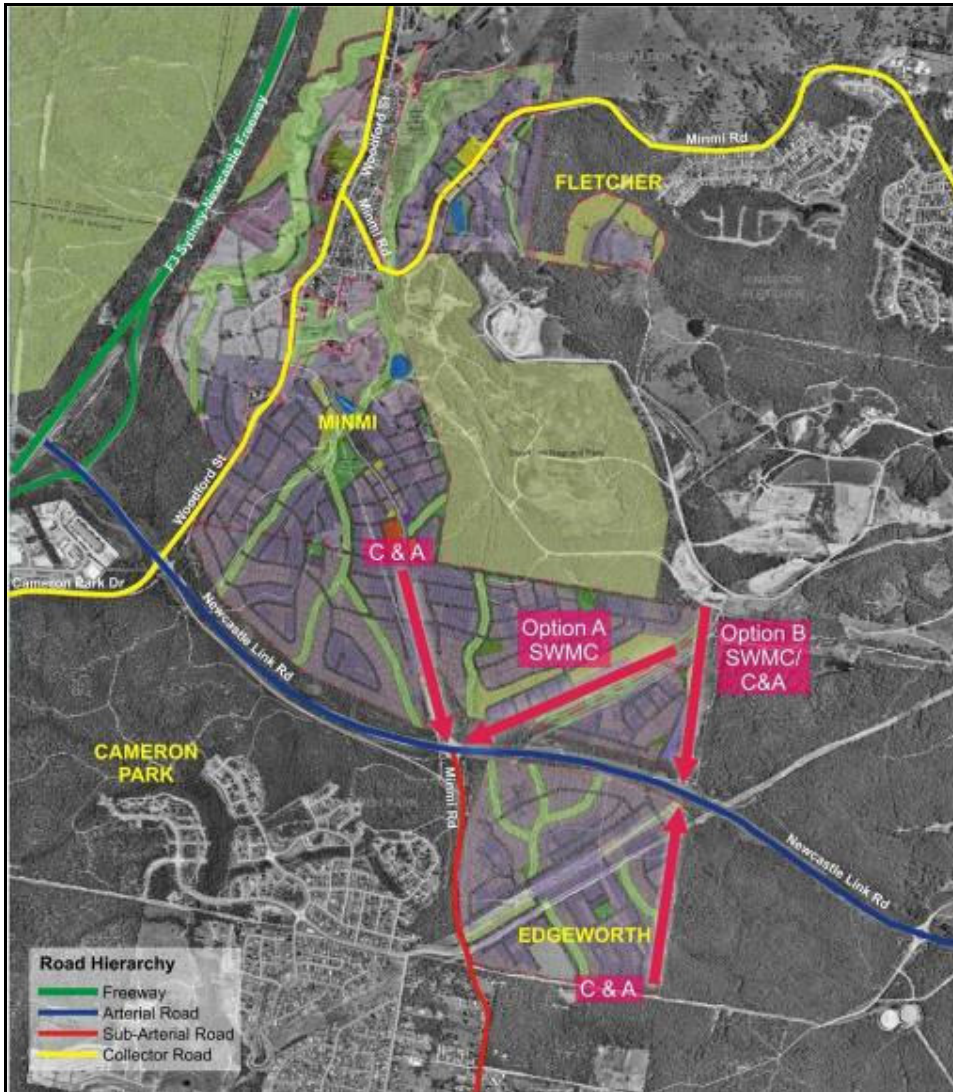 F3 Sydney-Newcastle Freeway
Woodford St
Minmi Rd
Minmi Rd
FLETCHER
MINMI
Woodford St
C & A
Cameron Park Dr
Newcastle Link Rd
Option A
SWMC
Option B
SWMC/
C&A
CAMERON
PARK
Minmi Rd
Newcastle Link Rd
EDGEWORTH
C & A
Road Hierarchy
Freeway
Arterial Road
Sub-Arterial Road
Collector Road